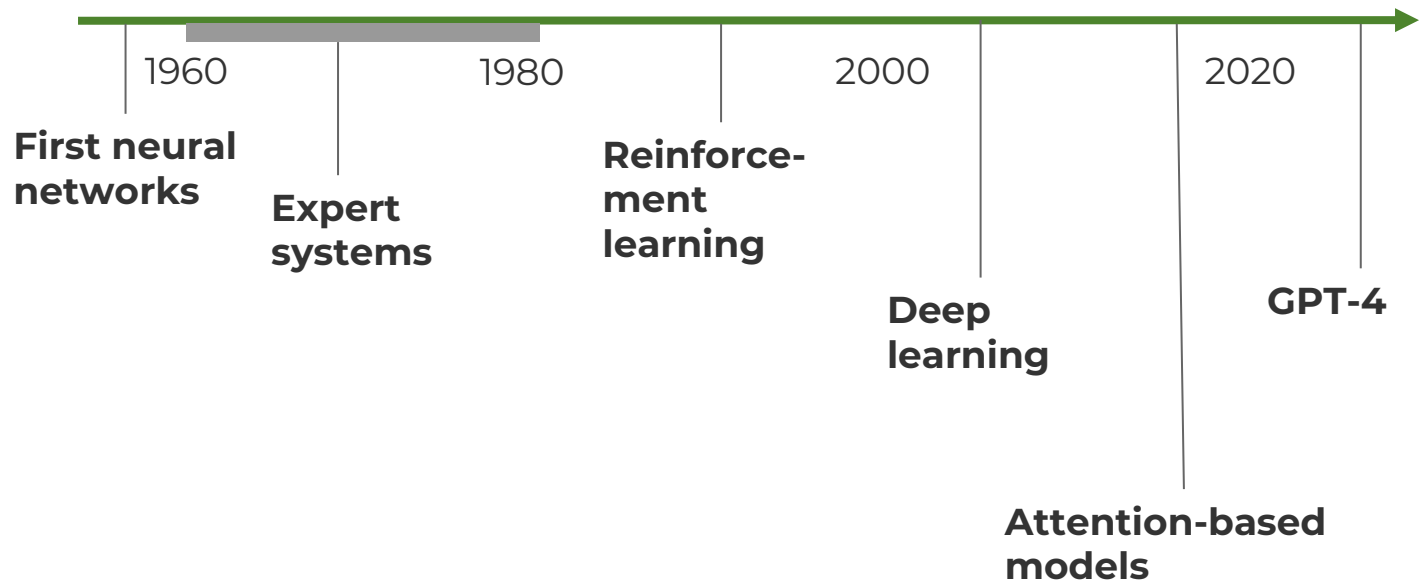 1960
1980
2000
2020
First neural
networks
Expert
systems
Reinforce-
ment
learning
Deep
learning
GPT-4
Attention-based
models